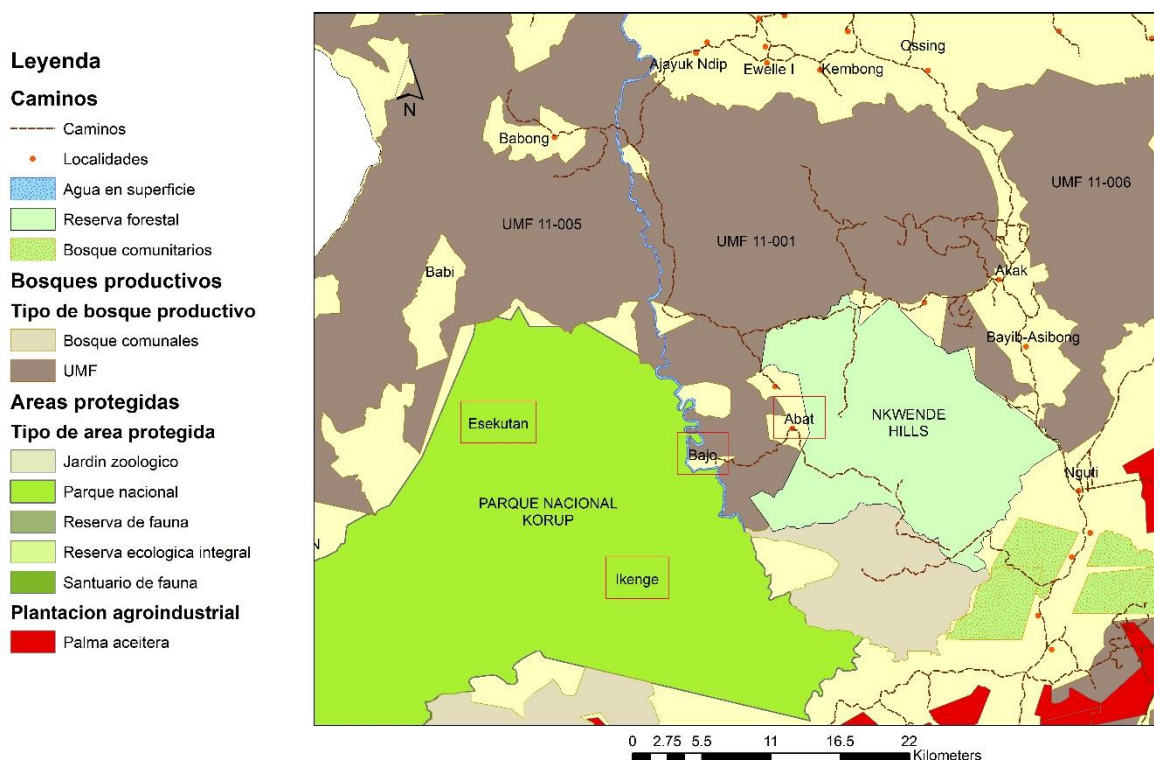 Leyenda
Caminos
Caminos
Localidades
Agua en superficie
Reserva forestal
Bosque comunitarios
Bosques productivos
Tipo de bosque productivo
Bosque comunales
UMF
Areas protegidas
Tipo de area protegida
Jardin zoologico
Parque nacional
Reserva de fauna
Reserva ecologica integral
Santuario de fauna
Plantacion agroindustrial
Palma aceitera
N
Ossing
Ajayuk Ndip
Ewelle I
Kembong
Babong
UMF 11-006
UMF 11-005
UMF 11-001
Babi
Akak
Bayib-Asibong
Esekutan
Abat
NKWENDE
HILLS
Bajo
Nguti
PARQUE NACIONAL
KORUP
N
Ikenge
0 2.75 5.5 11 16.5 22
Kilometers